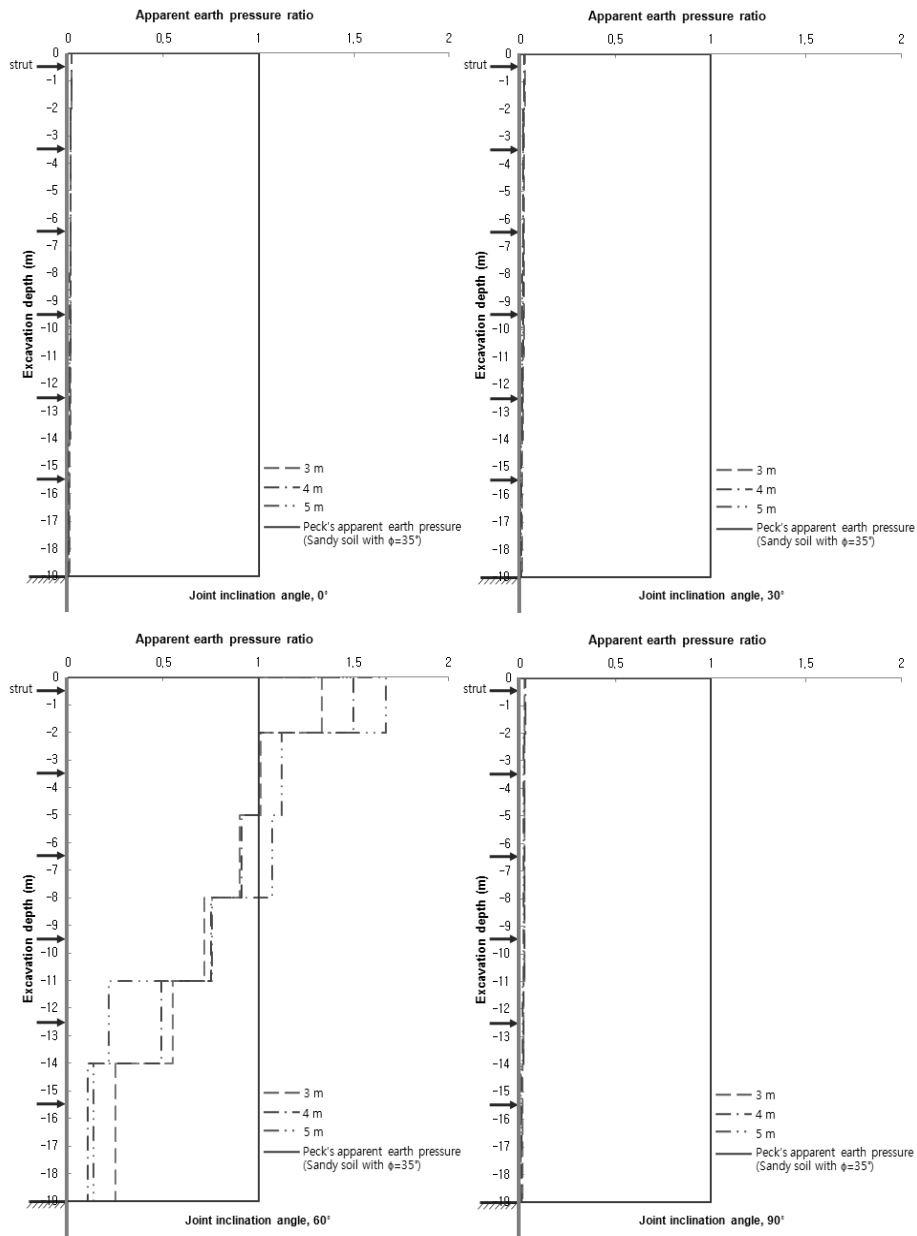 Apparent earth pressure ratio
0 0,5 1 1,5 2
strut
0
-1
-2
-3
-4
-5
-6
-7
-8
-9
-10
-11
-12
-13
-14
-15
-16
-17
-18
-19
Excavation depth (m)
3 m
4 m
5 m
Peck's apparent earth pressure
(Sandy soil with ϕ=35°)
Joint inclination angle, 0°
Apparent earth pressure ratio
0 0,5 1 1,5 2
strut
0
-1
-2
-3
-4
-5
-6
-7
-8
-9
-10
-11
-12
-13
-14
-15
-16
-17
-18
-19
Excavation depth (m)
3 m
4 m
5 m
Peck's apparent earth pressure
(Sandy soil with ϕ=35°)
Joint inclination angle, 30°
Apparent earth pressure ratio
0 0,5 1 1,5 2
strut
0
-1
-2
-3
-4
-5
-6
-7
-8
-9
-10
-11
-12
-13
-14
-15
-16
-17
-18
-19
Excavation depth (m)
3 m
4 m
5 m
Peck's apparent earth pressure
(Sandy soil with ϕ=35°)
Joint inclination angle, 60°
Apparent earth pressure ratio
0 0,5 1 1,5 2
strut
0
-1
-2
-3
-4
-5
-6
-7
-8
-9
-10
-11
-12
-13
-14
-15
-16
-17
-18
-19
Excavation depth (m)
3 m
4 m
5 m
Peck's apparent earth pressure
(Sandy soil with ϕ=35°)
Joint inclination angle, 90°